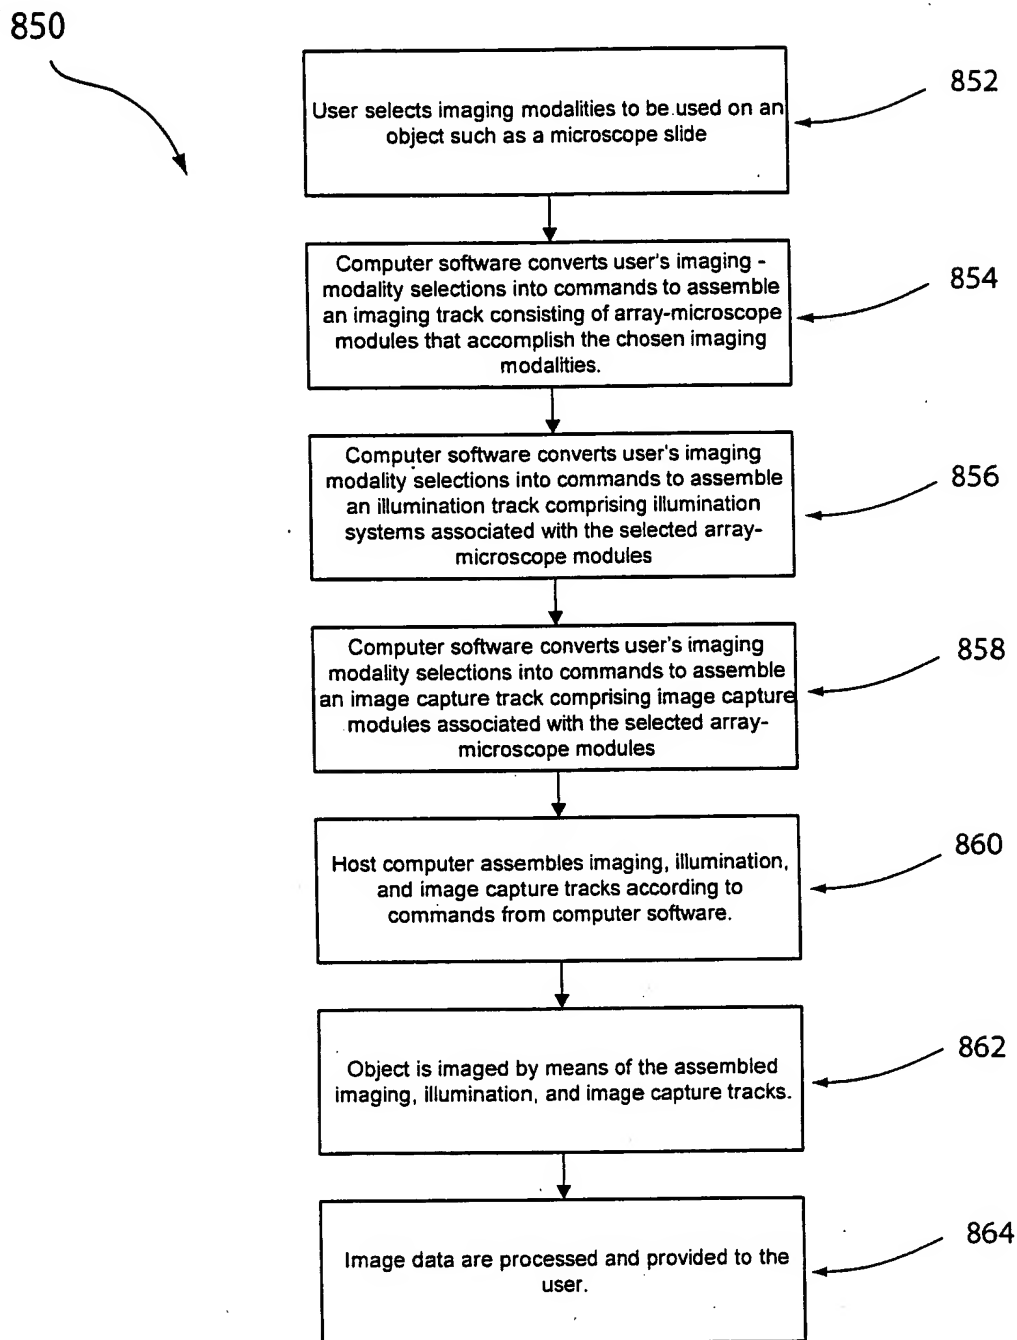 850
852
User selects imaging modalities to be used on an
object such as a microscope slide
854
Computer software converts user's imaging -
modality selections into commands to assemble
an imaging track consisting of array-microscope
modules that accomplish the chosen imaging
modalities.
856
Computer software converts user's imaging
modality selections into commands to assemble
an illumination track comprising illumination
systems associated with the selected array-
microscope modules
858
Computer software converts user's imaging
modality selections into commands to assemble
an image capture track comprising image capture
modules associated with the selected array-
microscope modules
860
Host computer assembles imaging, illumination,
and image capture tracks according to
commands from computer software.
862
Object is imaged by means of the assembled
imaging, illumination, and image capture tracks.
864
Image data are processed and provided to the
user.